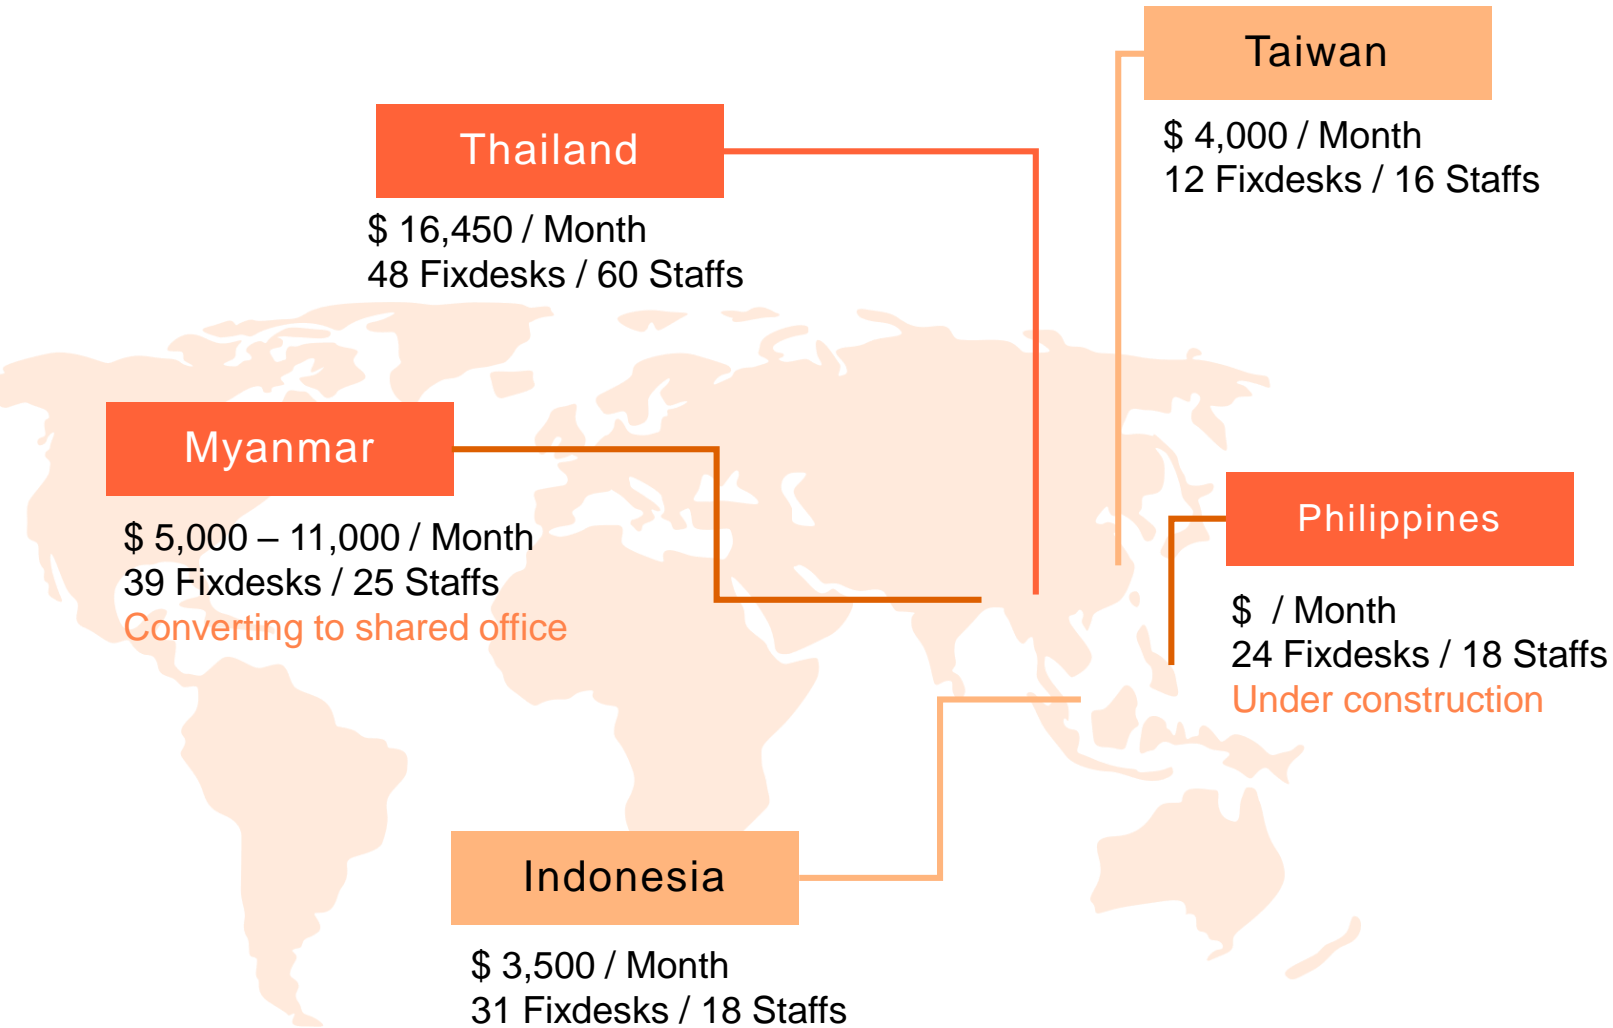 Taiwan
$ 4,000 / Month
12 Fixdesks / 16 Staffs
Thailand
$ 16,450 / Month
48 Fixdesks / 60 Staffs
Myanmar
$ 5,000 – 11,000 / Month
39 Fixdesks / 25 Staffs
Converting to shared office
Philippines
$  / Month
24 Fixdesks / 18 Staffs
Under construction
Indonesia
$ 3,500 / Month
31 Fixdesks / 18 Staffs